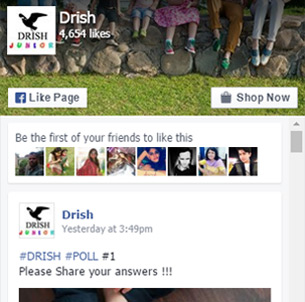 DRISH
JUNIOR
Drish
4,654 likes
Like Page
Shop Now
Be the first of your friends to like this
DRISH
JUNIOR
Drish
Yesterday at 3:49pm
#DRISH #POLL #1
Please Share your answers !!!